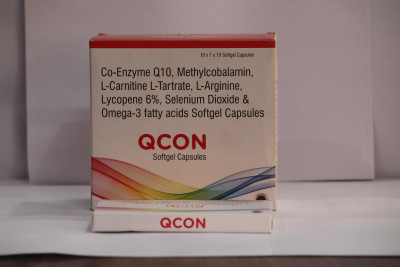 10 x 1 x 10 Softgel Capsules
Co-Enzyme Q10, Methylcobalamin,
L-Carnitine L-Tartrate, L-Arginine,
Lycopene 6%, Selenium Dioxide &
Omega-3 fatty acids Softgel Capsules
QCON
Softgel Capsules
QCON